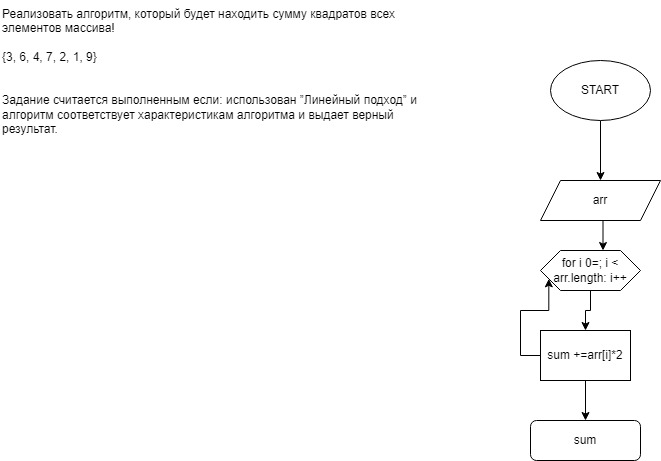 Реализовать алгоритм, который будет находить сумму квадратов всех
элементов массива!
{3, 6, 4, 7, 2, 1, 9}
Задание считается выполненным если: использован "Линейный подход" и
алгоритм соответствует характеристикам алгоритма и выдает верный
результат.
START
arr
for i 0=; i <
arr.length: i++
sum +=arr[i]*2
sum